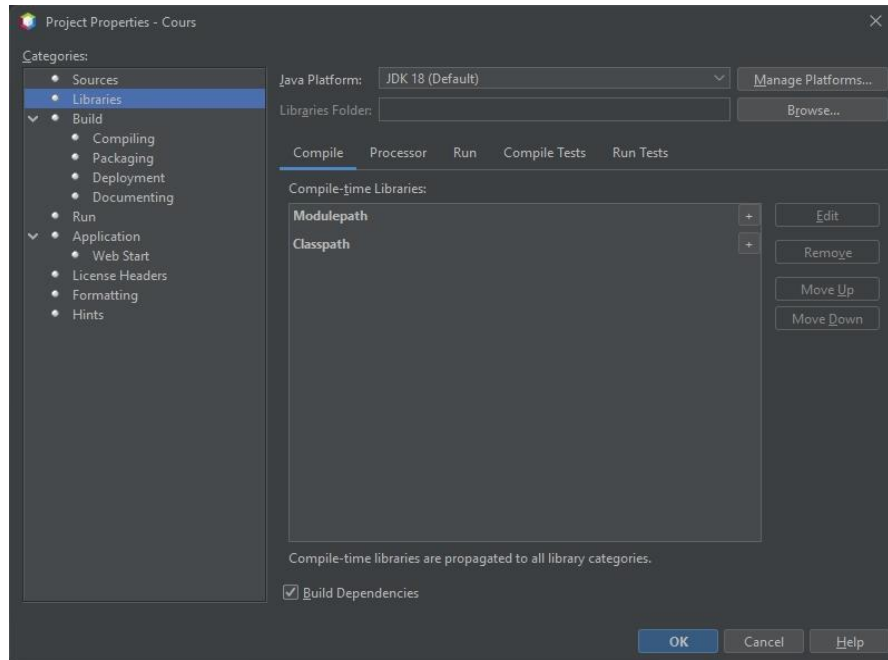 Project Properties - Cours
Categories:
Sources
Libraries
Build
Compiling
Packaging
Deployment
Documenting
Run
Application
Web Start
License Headers
Formatting
Hints
Java Platform: JDK 18 (Default) Manage Platforms...
Libraries Folder: Browse...
Compile Processor Run Compile Tests Run Tests
Compile-time Libraries:
Modulepath + Edit
Classpath + Remove
Move Up
Move Down
Compile-time libraries are propagated to all library categories.
Build Dependencies
OK Cancel Help